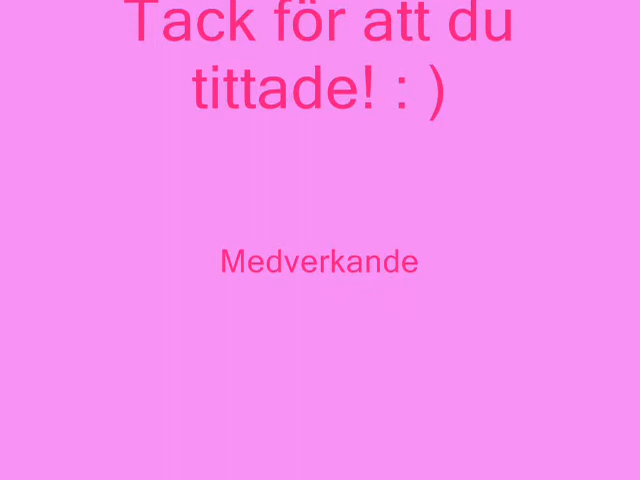 Tack för att du
tittade! : )
Medverkande